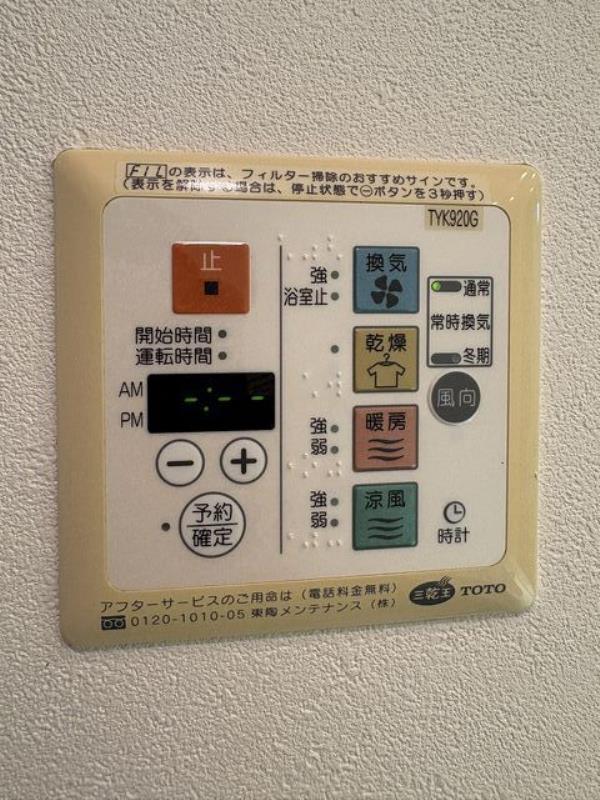 FILの表示は、フィルター掃除のおすすめサインです。
(表示を解除する場合は、停止状態で⊖ボタンを3秒押す)
TYK920G
止
開始時間
運転時間
AM
PM
-:--
−
+
予約
確定
強
浴室止
換気
乾燥
強
弱
暖房
強
弱
涼風
通常
常時換気
冬期
風向
時計
アフターサービスのご用命は(電話料金無料)
0120-1010-05 東陶メンテナンス(株)
三乾王 TOTO